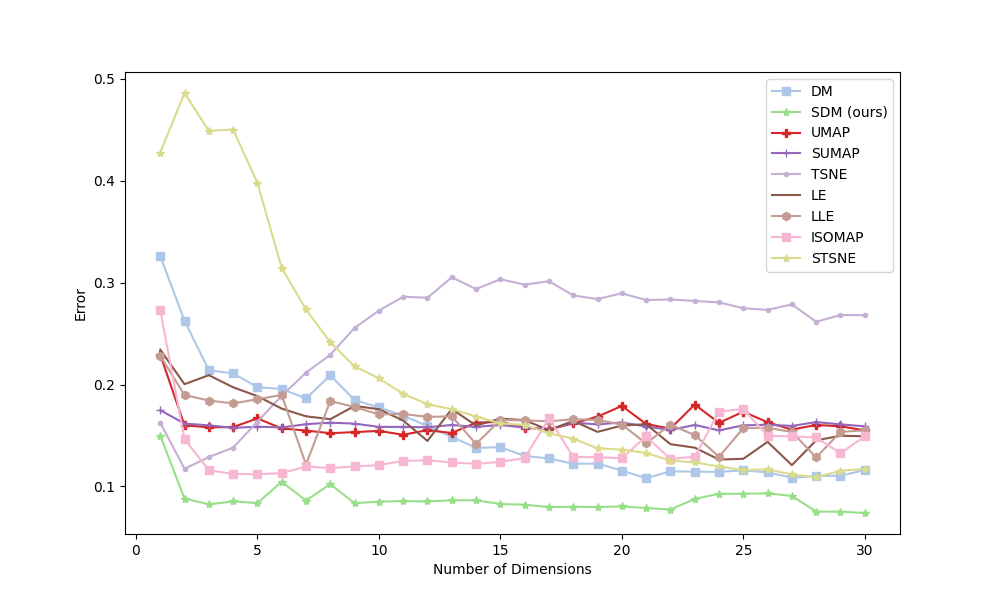 0.5
0.4
0.3
0.2
0.1
Error
0 5 10 15 20 25 30
Number of Dimensions
DM
SDM (ours)
UMAP
SUMAP
TSNE
LE
LLE
ISOMAP
STSNE